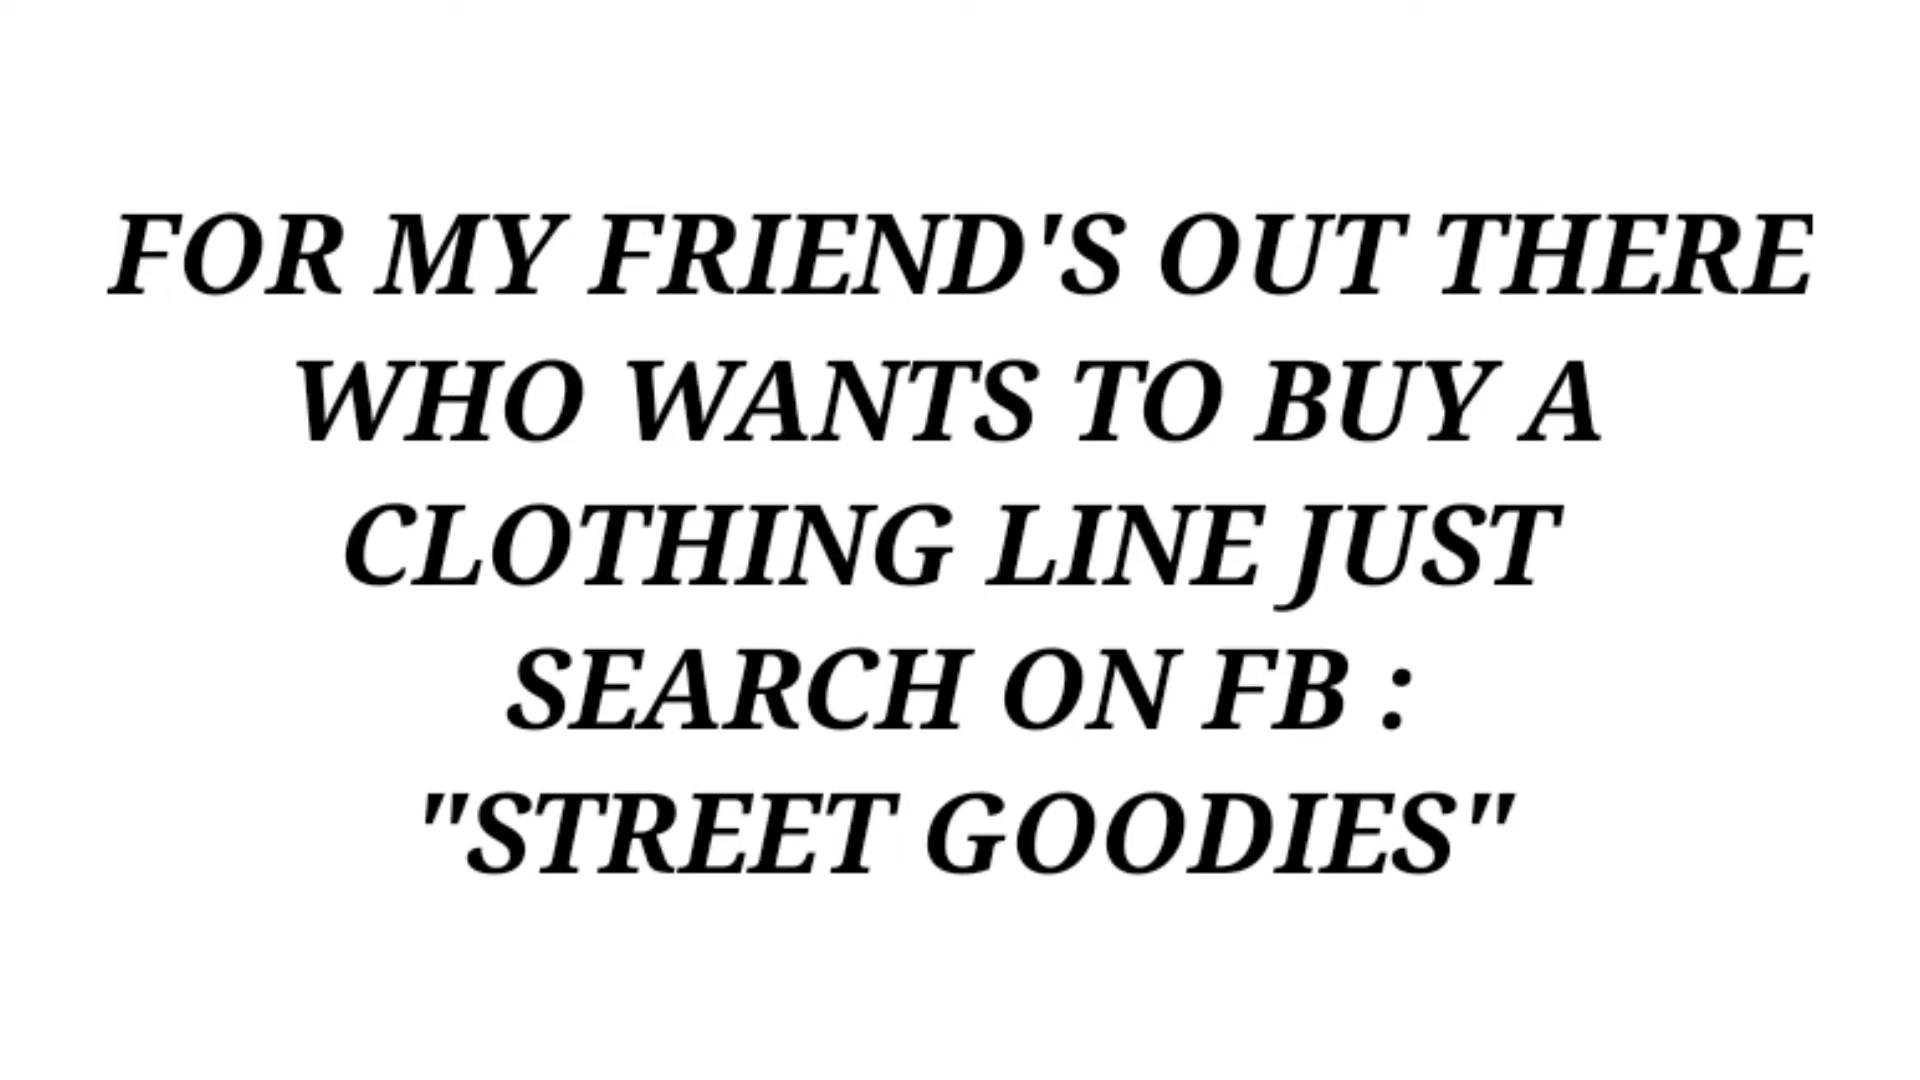 FOR MY FRIEND'S OUT THERE
WHO WANTS TO BUY A
CLOTHING LINE JUST
SEARCH ON FB :
"STREET GOODIES"